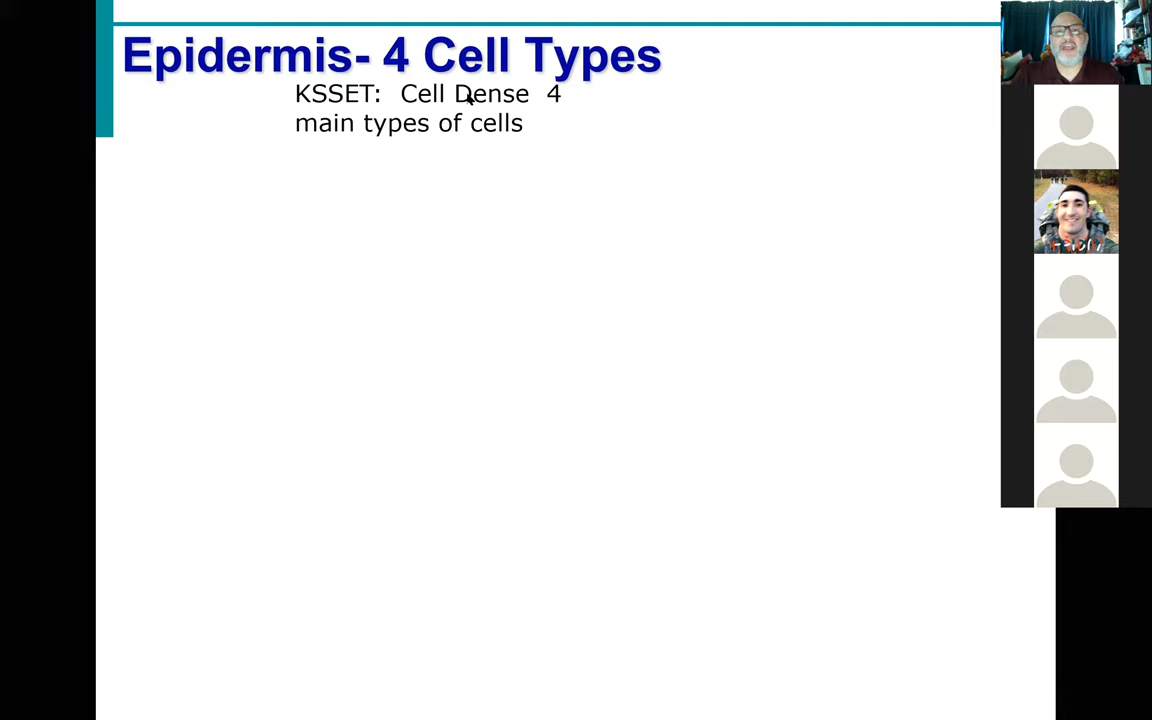 Epidermis- 4 Cell Types
KSSET: Cell Dense 4
main types of cells